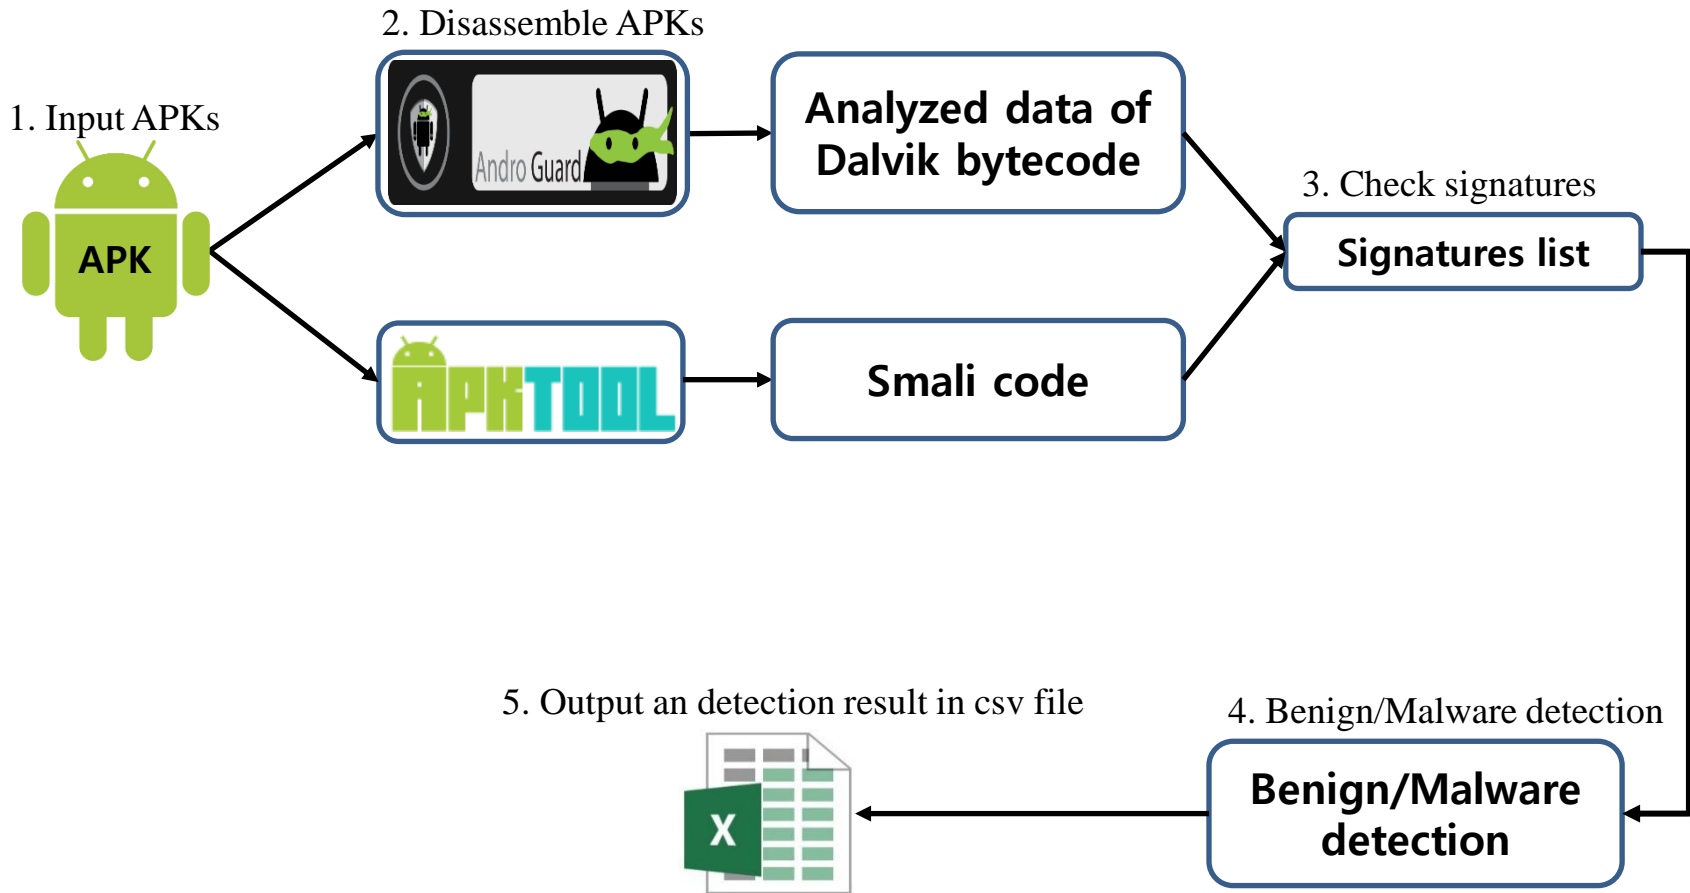 1. Input APKs
APK
2. Disassemble APKs
Andro Guard
APKTOOL
Analyzed data of
Dalvik bytecode
Smali code
3. Check signatures
Signatures list
4. Benign/Malware detection
Benign/Malware
detection
5. Output an detection result in csv file
X